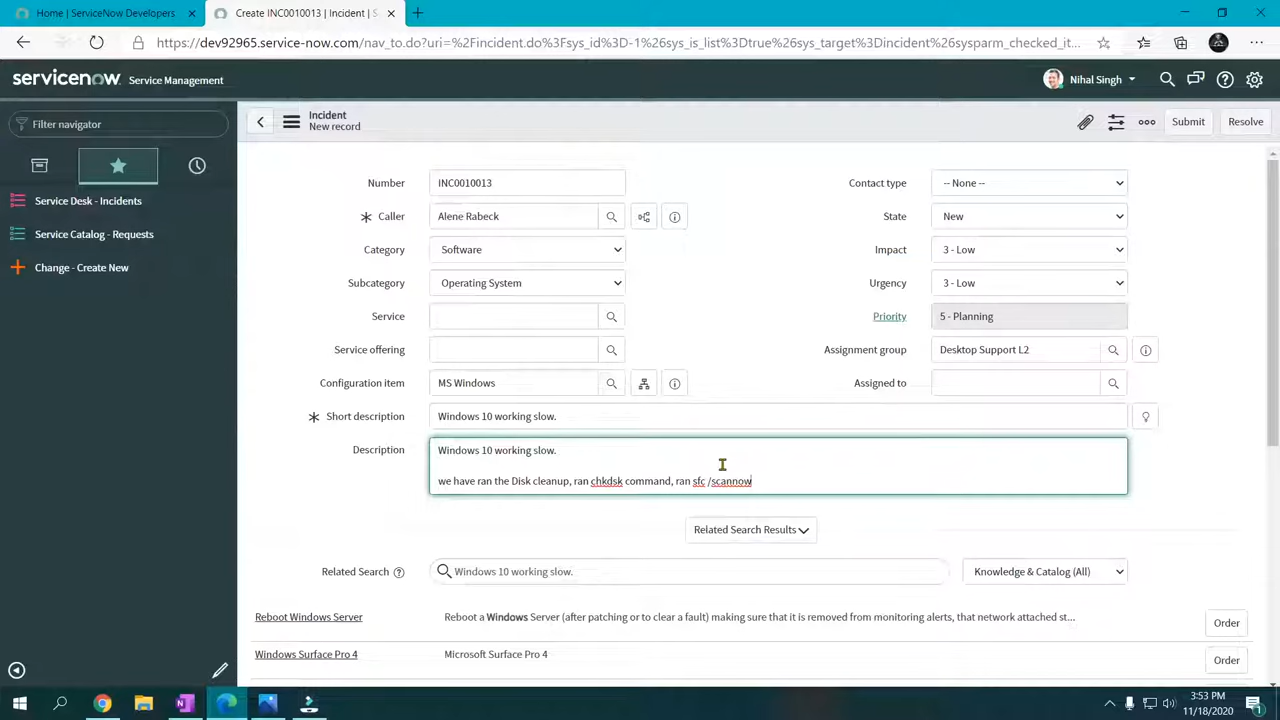 Home | ServiceNow Developers
Create INC0010013 | Incident | S
https://dev92965.service-now.com/nav_to.do?uri=%2Fincident.do%3Fsys_id%3D-1%26sys_is_list%3Dtrue%26sys_target%3Dincident%26sysparm_checked_it...
servicenow. Service Management
Nihal Singh
Filter navigator
Service Desk - Incidents
Service Catalog - Requests
Change - Create New
Incident
New record
Submit
Resolve
Number INC0010013
Contact type -- None --
Caller Alene Rabeck
State New
Category Software
Impact 3 - Low
Subcategory Operating System
Urgency 3 - Low
Service
Priority 5 - Planning
Service offering
Assignment group Desktop Support L2
Configuration item MS Windows
Assigned to
Short description Windows 10 working slow.
Description Windows 10 working slow.
we have ran the Disk cleanup, ran chkdsk command, ran sfc /scannow
Related Search Results
Related Search Windows 10 working slow.
Knowledge & Catalog (All)
Reboot Windows Server Reboot a Windows Server (after patching or to clear a fault) making sure that it is removed from monitoring alerts, that network attached st... Order
Windows Surface Pro 4 Microsoft Surface Pro 4 Order
3:53 PM
11/18/2020
1